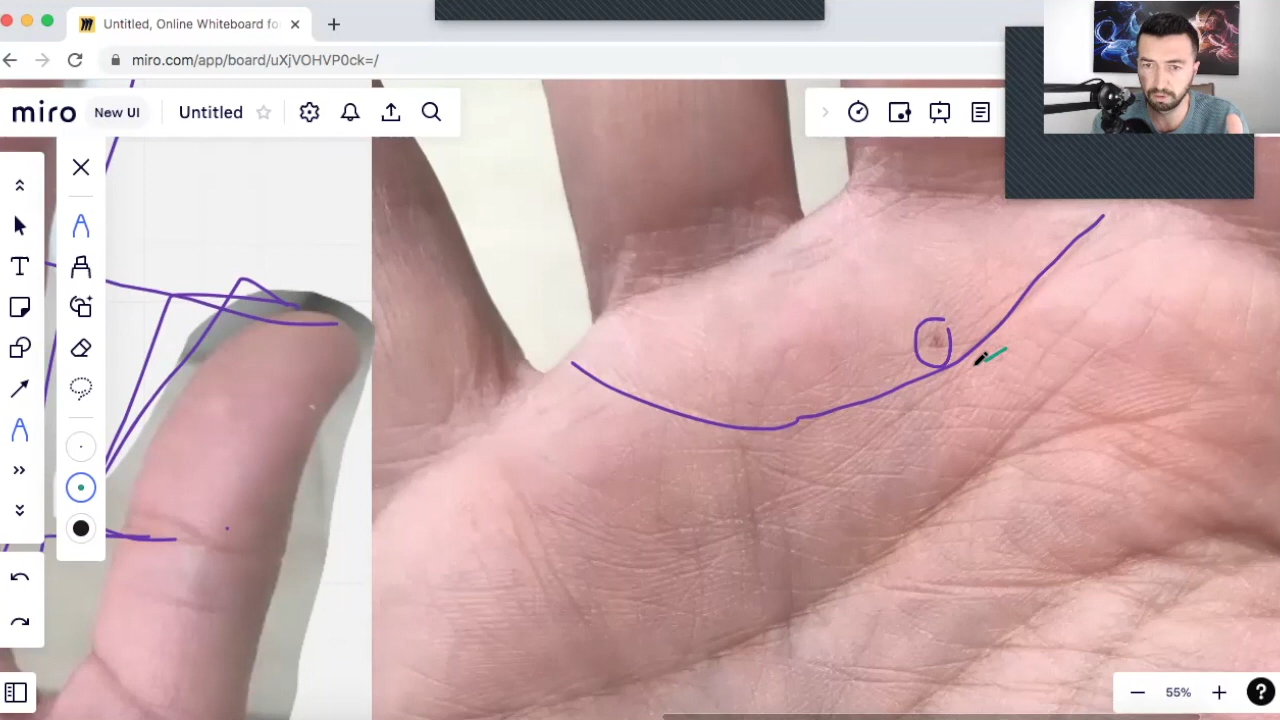 Untitled, Online Whiteboard fo
miro.com/app/board/uXjVOHVP0ck=/
miro New UI Untitled
55%